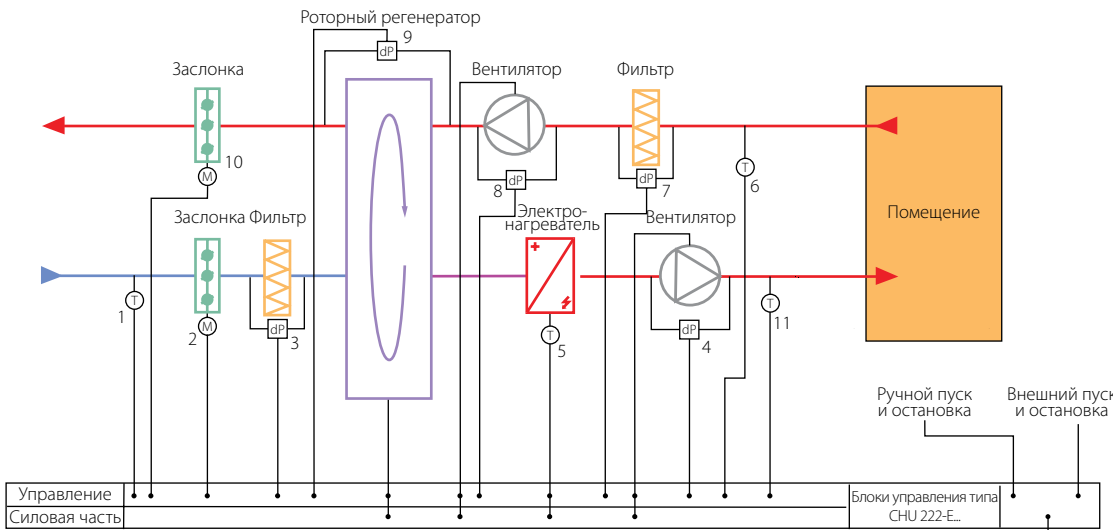 Роторный регенератор
9
dP
Заслонка
Вентилятор
Фильтр
10
M
8
dP
7
dP
T
6
Помещение
Заслонка Фильтр
Электро-
нагреватель
Вентилятор
T
1
M
2
dP
3
T
5
dP
4
T
11
Ручной пуск
и остановка
Внешний пуск
и остановка
Управление
Силовая часть
Блоки управления типа
CHU 222-E...